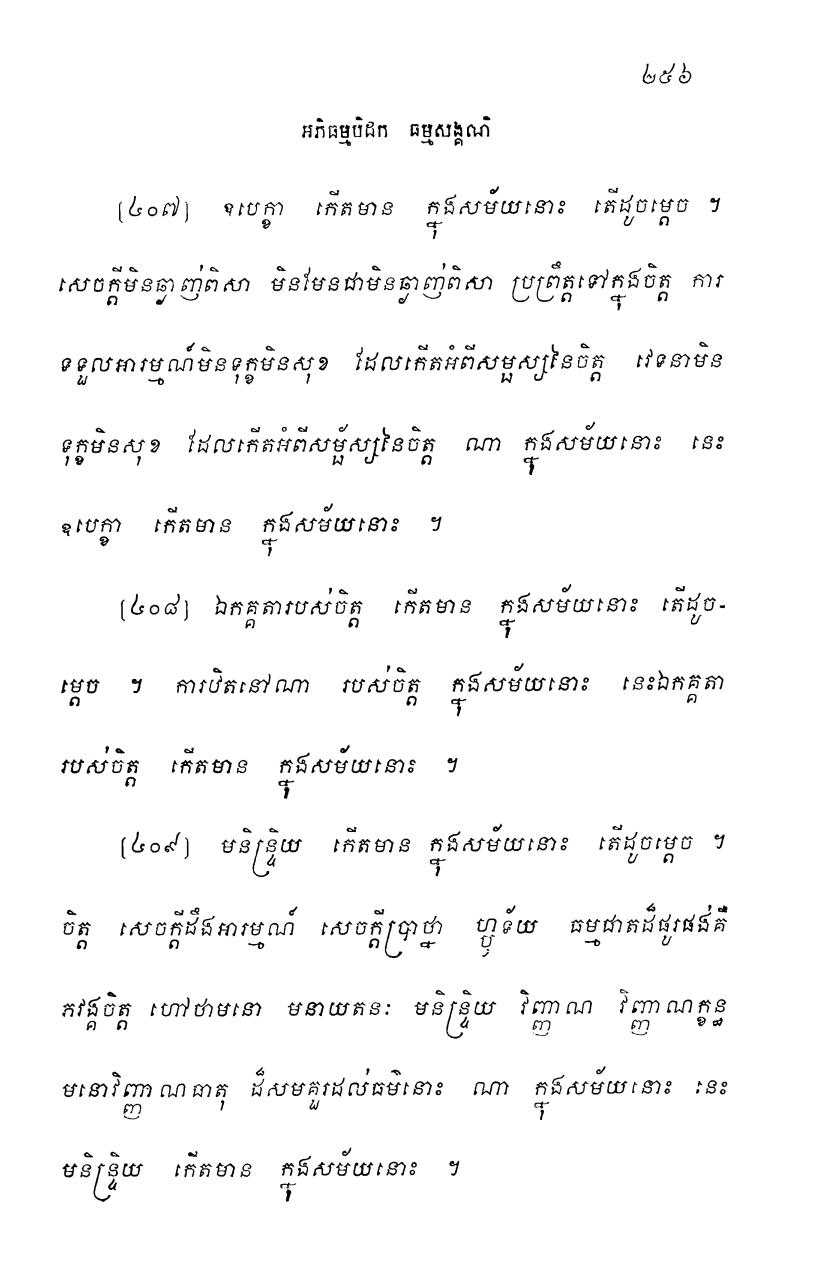 ២៥៦
អភិធម្មបិដក ធម្មសង្គណិ
(៤០៧) ឧបេក្ខា កើតមាន ក្នុងសម័យនោះ តើដូចម្តេច ។
សេចក្តីមិនឆ្ងាញ់ពិសា មិនមែនជាមិនឆ្ងាញ់ពិសា ប្រព្រឹត្តទៅក្នុងចិត្ត ការ
ទទួលអារម្មណ៍មិនទុក្ខមិនសុខ ដែលកើតអំពីសម្ផស្សនៃចិត្ត វេទនាមិន
ទុក្ខមិនសុខ ដែលកើតអំពីសម្ផ័ស្សនៃចិត្ត ណា ក្នុងសម័យនោះ នេះ
ឧបេក្ខា កើតមាន ក្នុងសម័យនោះ ។
(៤០៨) ឯកគ្គតារបស់ចិត្ត កើតមាន ក្នុងសម័យនោះ តើដូច-
ម្តេច ។ ការឋិតនៅណា របស់ចិត្ត ក្នុងសម័យនោះ នេះឯកគ្គតា
របស់ចិត្ត កើតមាន ក្នុងសម័យនោះ ។
(៤០៩) មនិន្ទ្រិយ កើតមាន ក្នុងសម័យនោះ តើដូចម្តេច ។
ចិត្ត សេចក្តីដឹងអារម្មណ៍ សេចក្តីប្រាថ្នា ហ្ឫទ័យ ធម្មជាតដ៏ផូរផង់គឺ
ភវង្គចិត្ត ហៅថាមនោ មនាយតនៈ មនិន្ទ្រិយ វិញ្ញាណ វិញ្ញាណក្ខន្ធ
មនោវិញ្ញាណធាតុ ដ៏សមគួរដល់ធម៌នោះ ណា ក្នុងសម័យនោះ នេះ
មនិន្ទ្រិយ កើតមាន ក្នុងសម័យនោះ ។